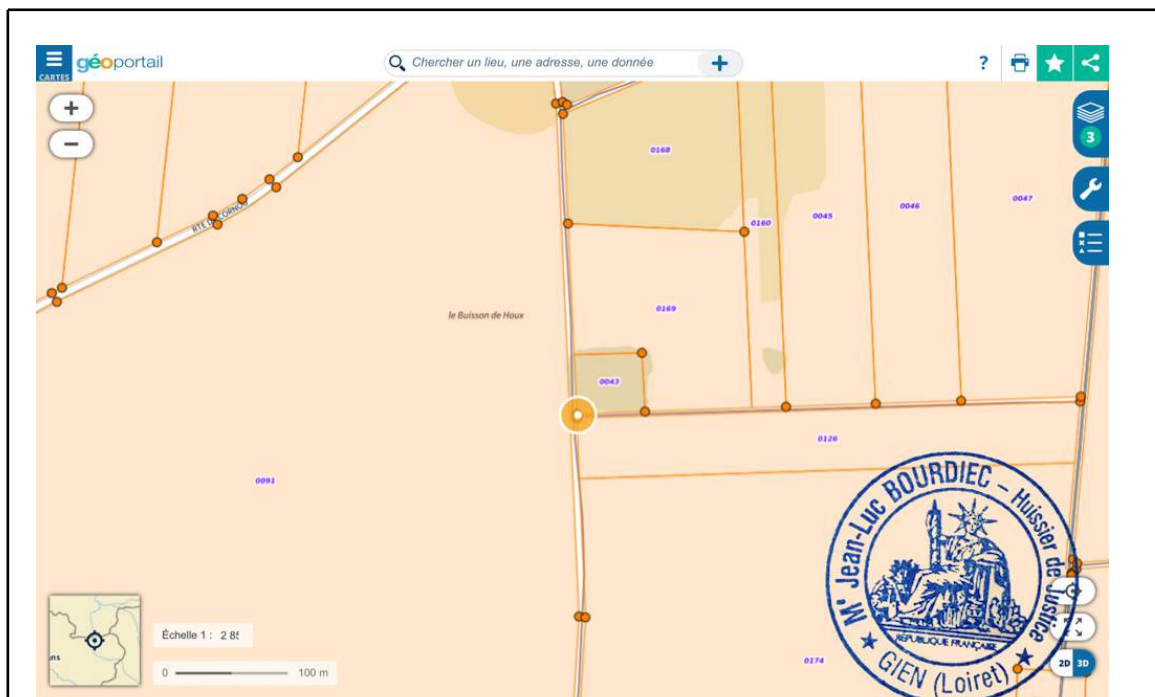 CARTES
géoportail
Chercher un lieu, une adresse, une donnée
?
3
0168
0047
0046
0045
0160
le Buisson de Houx
0169
0043
0126
0091
0174
Échelle 1 : 2 8
0 100 m
Mᵉ Jean-Luc BOURDIEC - Huissier de Justice
RÉPUBLIQUE FRANÇAISE
GIEN (Loiret)
2D 3D